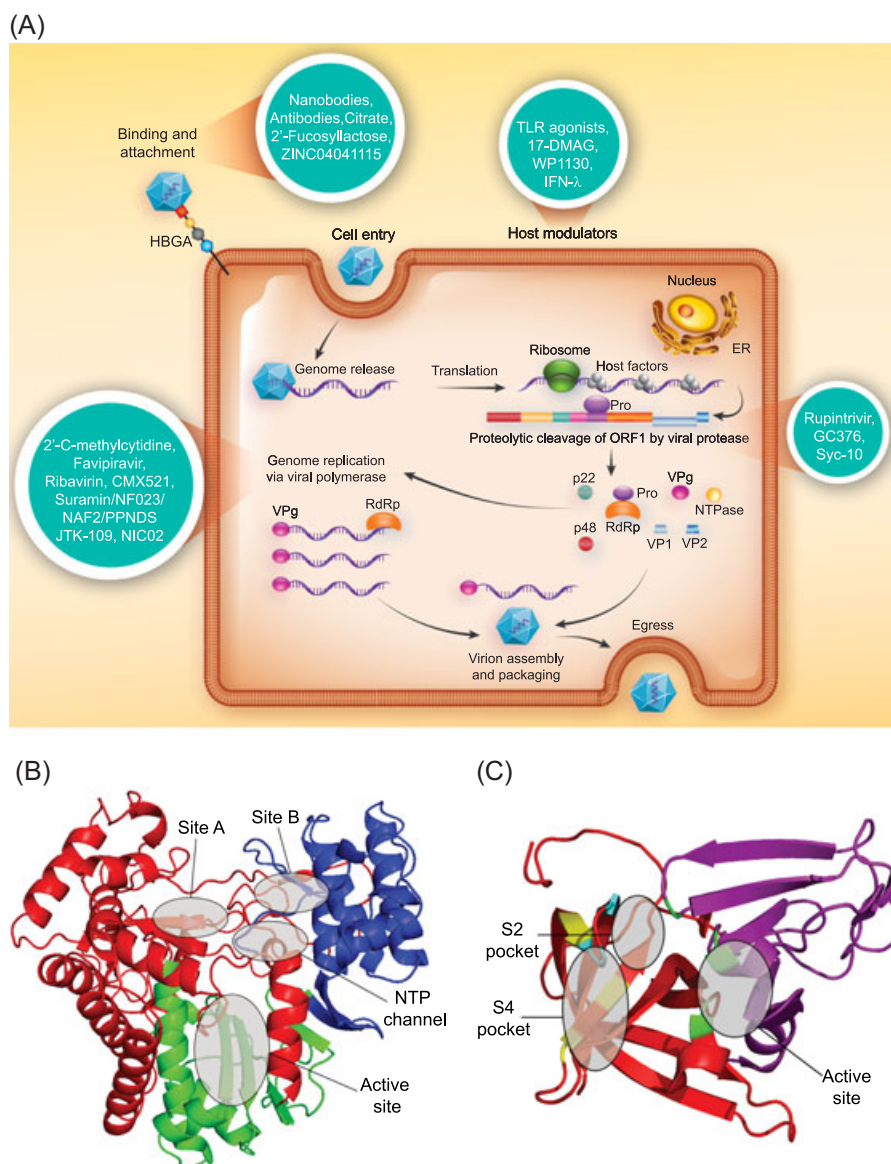 (A)
Binding and
attachment
Nanobodies,
Antibodies,Citrate,
2'-Fucosyllactose,
ZINC04041115
TLR agonists,
17-DMAG,
WP1130,
IFN-λ
HBGA
Cell entry
Host modulators
Nucleus
ER
Genome release
Translation
Ribosome
Host factors
Pro
Proteolytic cleavage of ORF1 by viral protease
Rupintrivir,
GC376,
Syc-10
2'-C-methylcytidine,
Favipiravir,
Ribavirin, CMX521,
Suramin/NF023/
NAF2/PPNDS
JTK-109, NIC02
Genome replication
via viral polymerase
VPg
RdRp
p22
Pro
VPg
NTPase
RdRp
p48
VP1
VP2
Virion assembly
and packaging
Egress
(B)
Site A
Site B
NTP
channel
Active
site
(C)
S2
pocket
S4
pocket
Active
site